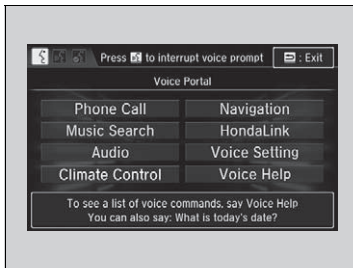 Press to interrupt voice prompt : Exit
Voice Portal
Phone Call Navigation
Music Search HondaLink
Audio Voice Setting
Climate Control Voice Help
To see a list of voice commands, say Voice Help
You can also say: What is today's date?